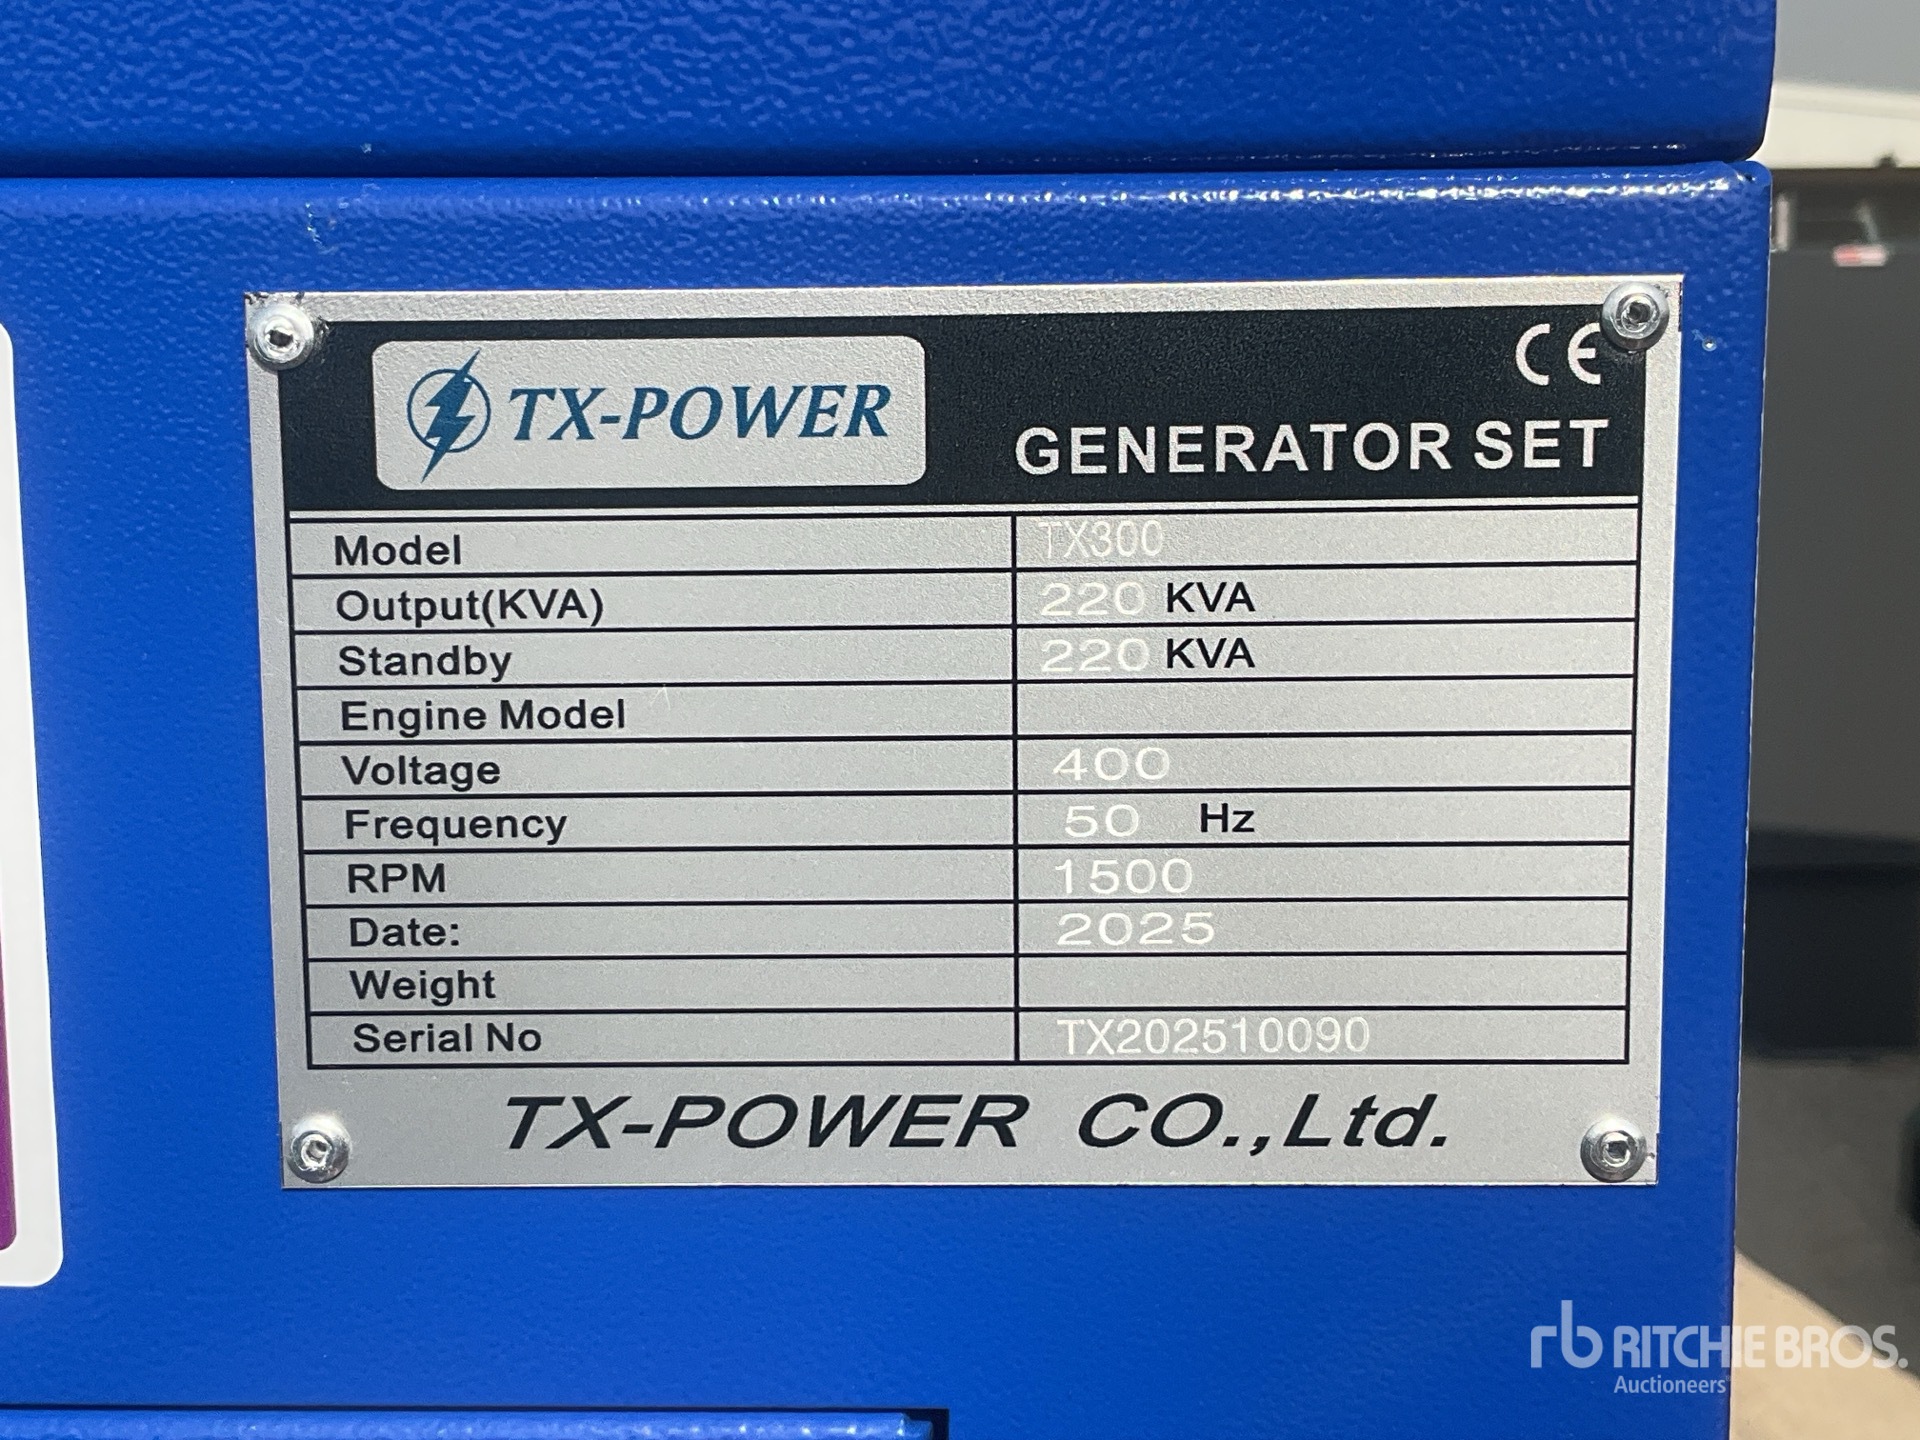 TX-POWER
CE
GENERATOR SET
Model TX300
Output(KVA) 220 KVA
Standby 220 KVA
Engine Model
Voltage 400
Frequency 50 Hz
RPM 1500
Date: 2025
Weight
Serial No TX202510090
TX-POWER CO.,Ltd.
rb RITCHIE BROS.
Auctioneers